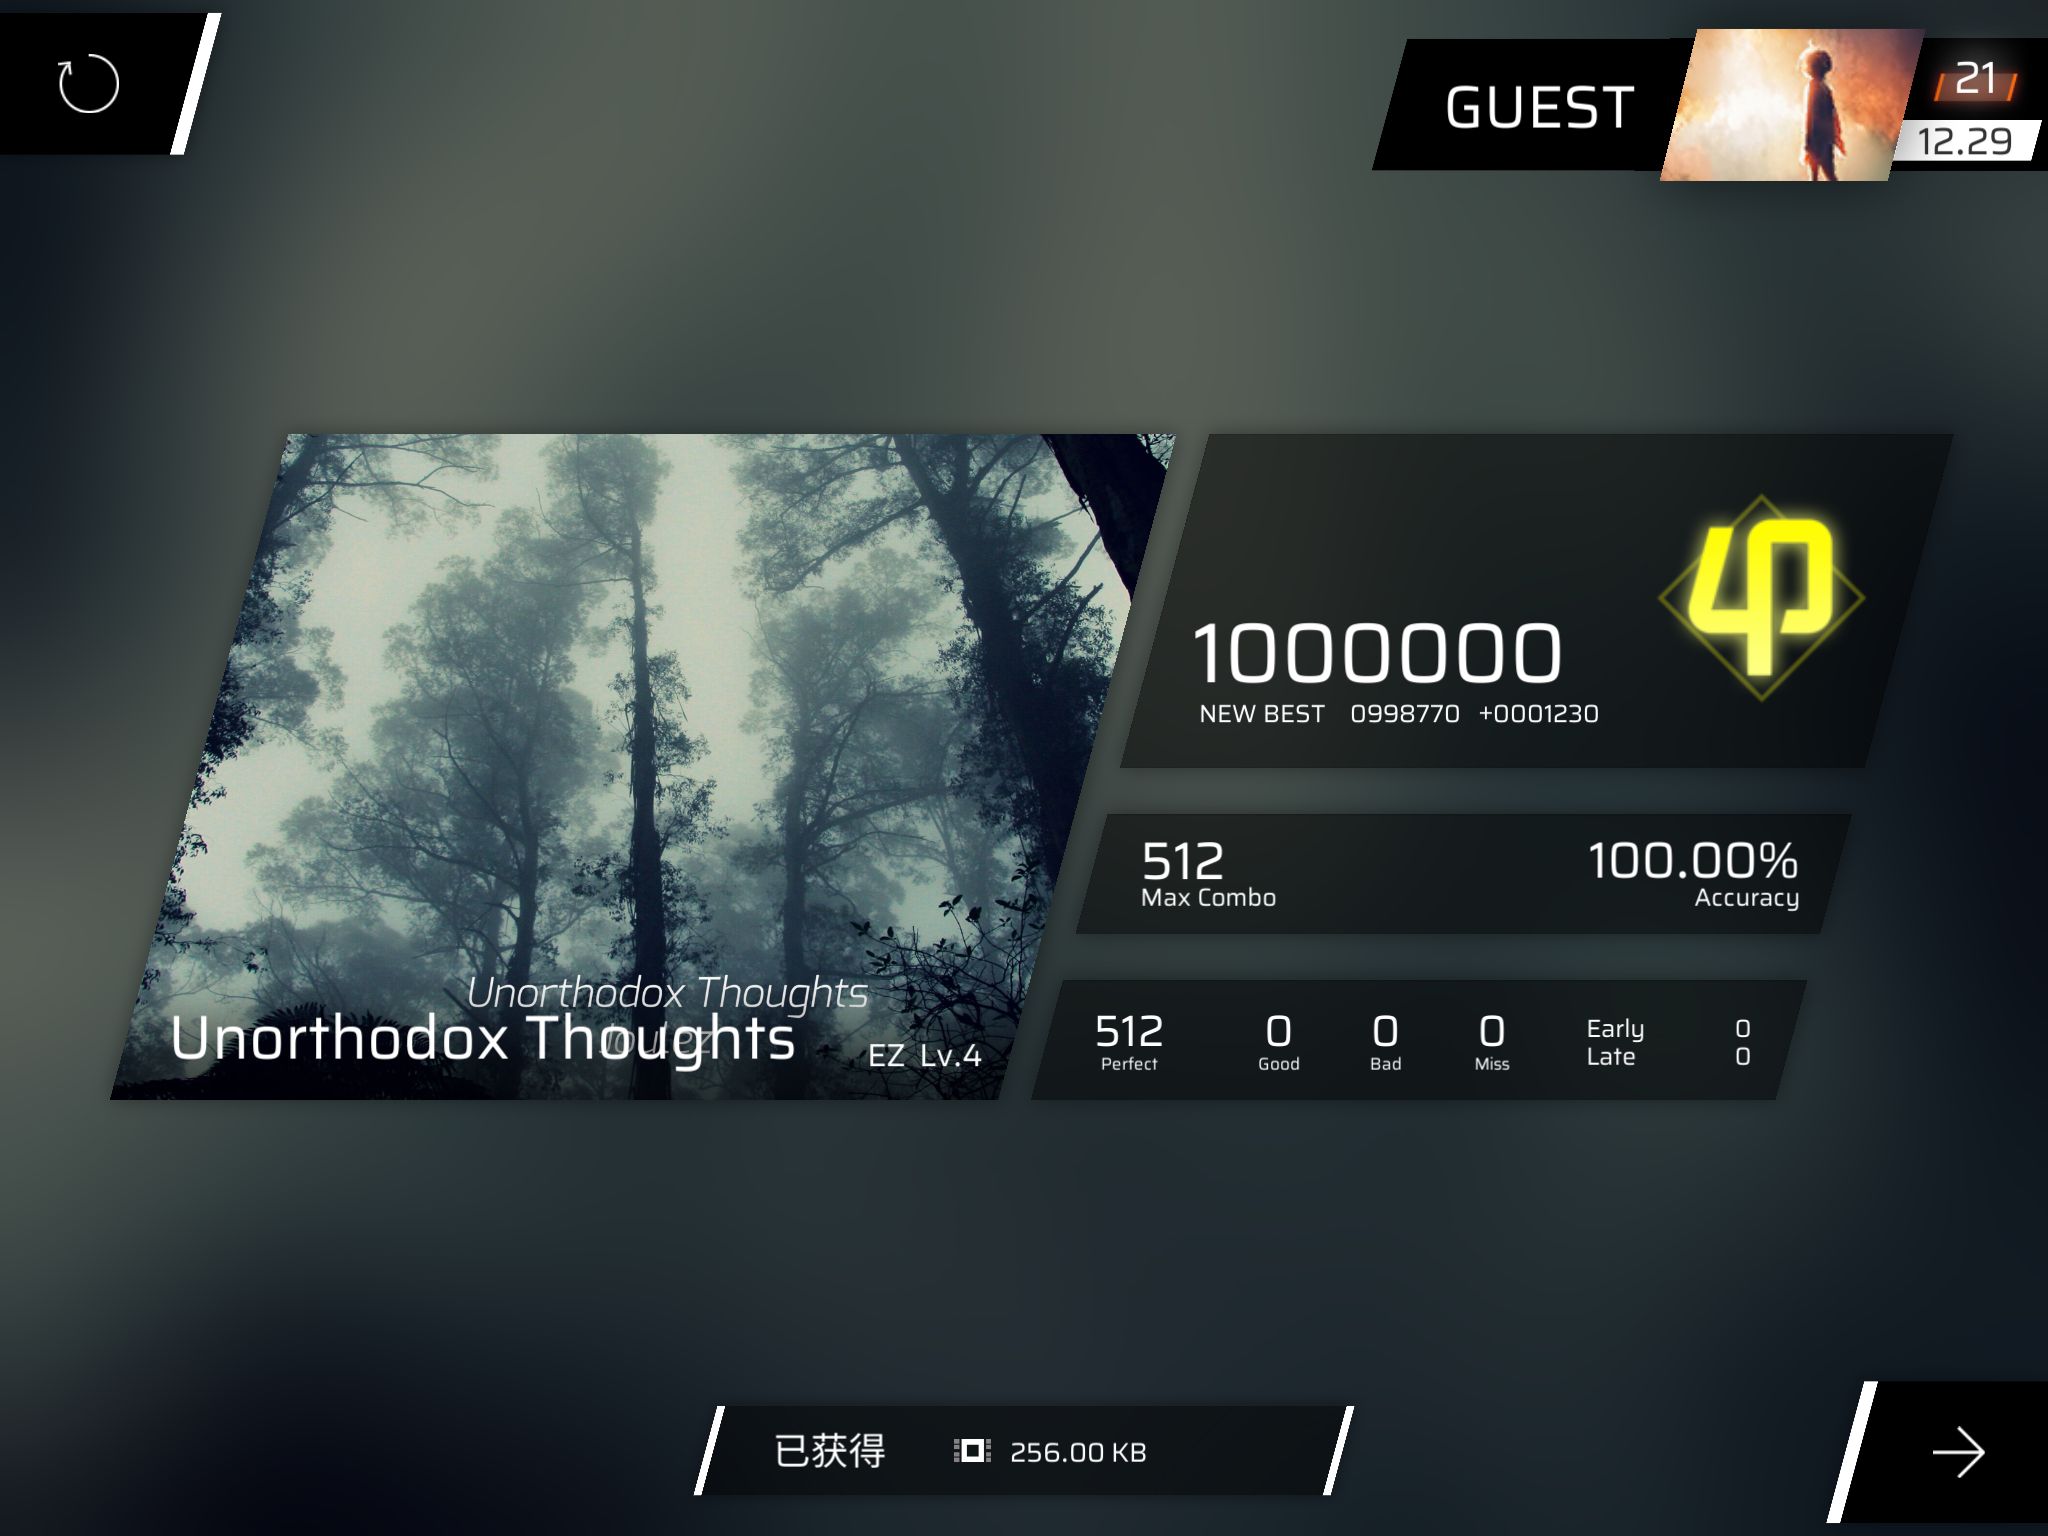 GUEST
21
12.29
1000000
NEW BEST 0998770 +0001230
512
Max Combo
100.00%
Accuracy
Unorthodox Thoughts
Unorthodox Thoughts
EZ Lv.4
512
Perfect
0
Good
0
Bad
0
Miss
Early 0
Late 0
已获得 256.00 KB